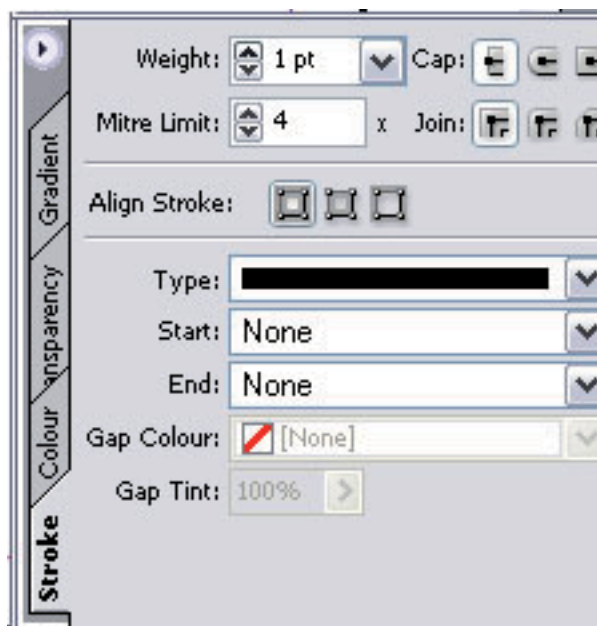 Weight: 1 pt Cap:
Mitre Limit: 4 x Join:
Align Stroke:
Type:
Start: None
End: None
Gap Colour: [None]
Gap Tint: 100%
Gradient
ansparency
Colour
Stroke